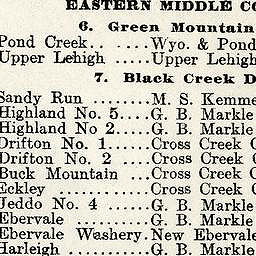 EASTERN MIDDLE CO
6. Green Mountain
Pond Creek.. ......Wyo. & Pond
Upper Lehigh .....Upper Lehigh
7. Black Creek D
Sandy Run ........M. S. Kemme
Highland No. 5....G. B. Markle
Highland No 2.....G. B. Markle
Drifton No. 1.....Cross Creek C
Drifton No. 2 ....Cross Creek C
Buck Mountain ..Cross Creek C
Eckley ............Cross Creek C
Jeddo No. 4 ......G. B. Markle
Ebervale .........G. B. Markle
Ebervale Washery.New Ebervale
Harleigh .........G. B. Markle